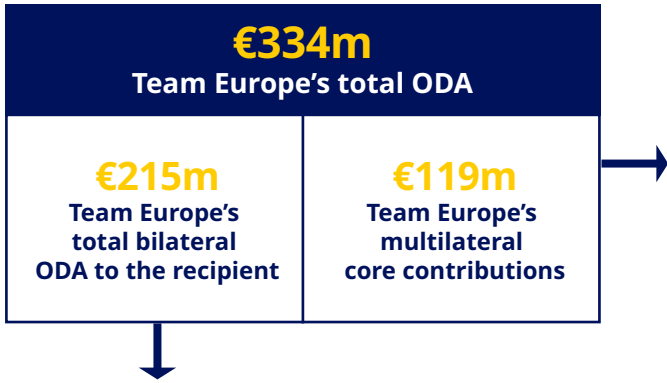 €334m
Team Europe’s total ODA
€215m
Team Europe’s
total bilateral
ODA to the recipient
€119m
Team Europe’s
multilateral
core contributions